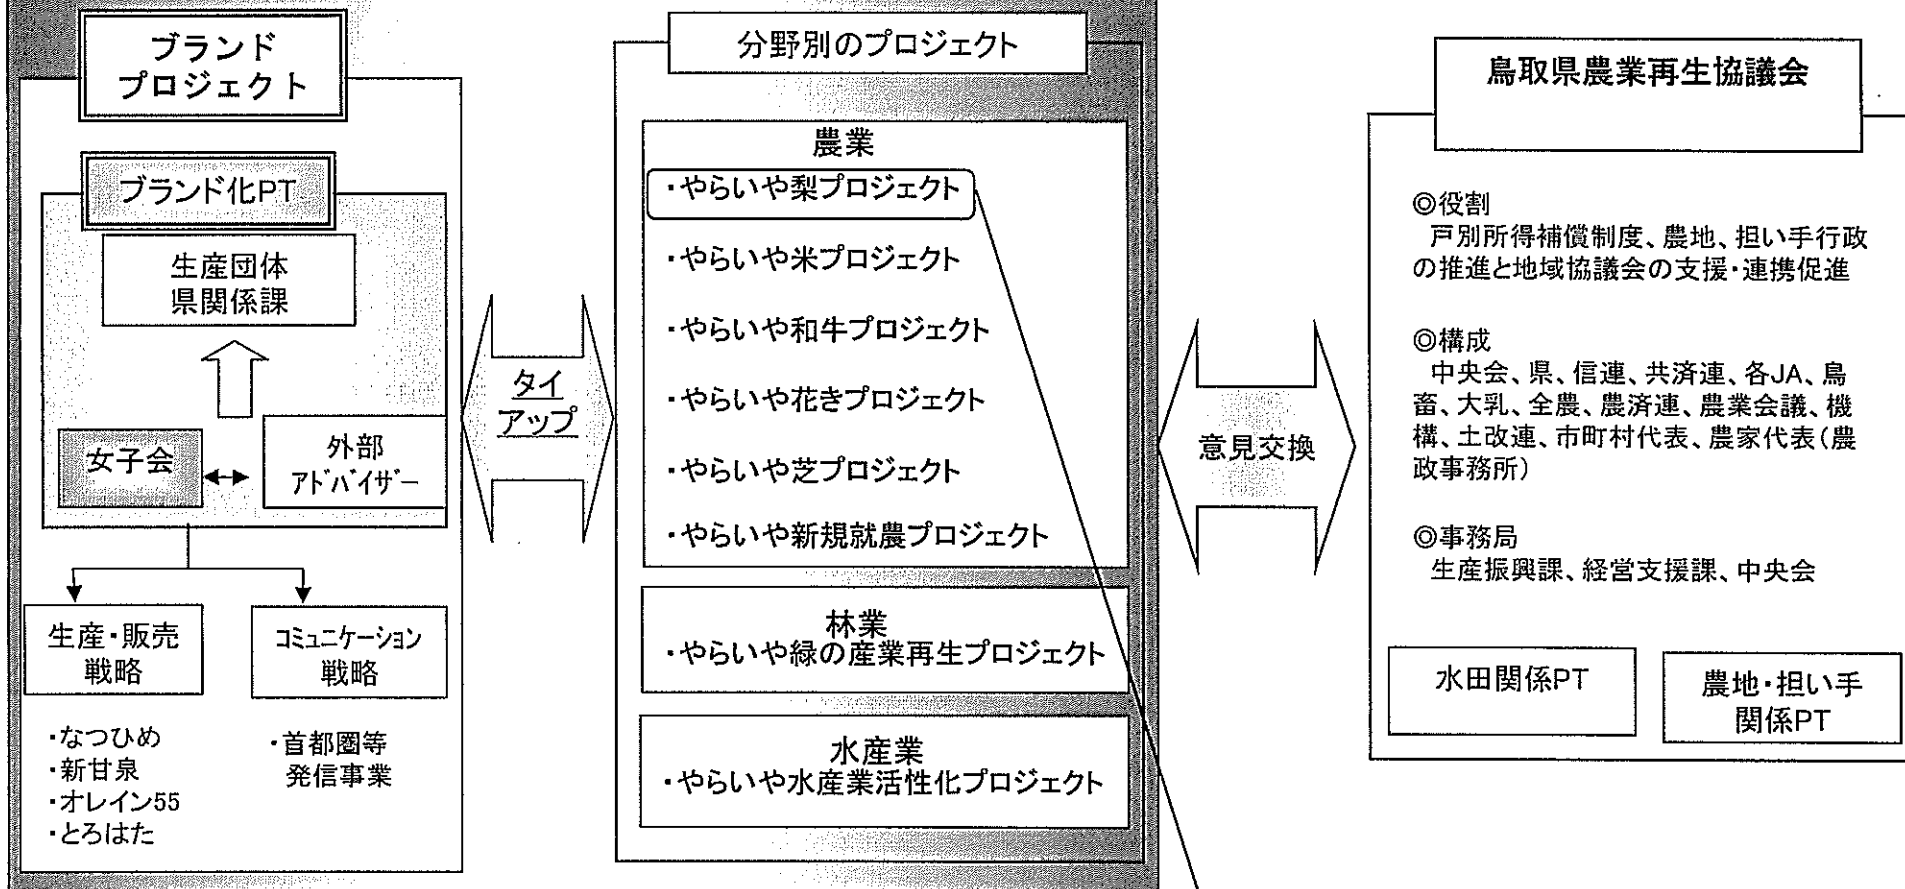 ブランド
プロジェクト
ブランド化PT
生産団体
県関係課
女子会
外部
アドバイザー
生産・販売
戦略
コミュニケーション
戦略
・なつひめ
・新甘泉
・オレイン55
・とろはた
・首都圏等
発信事業
タイ
アップ
分野別のプロジェクト
農業
・やらいや梨プロジェクト
・やらいや米プロジェクト
・やらいや和牛プロジェクト
・やらいや花きプロジェクト
・やらいや芝プロジェクト
・やらいや新規就農プロジェクト
林業
・やらいや緑の産業再生プロジェクト
水産業
・やらいや水産業活性化プロジェクト
意見交換
鳥取県農業再生協議会
◎役割
戸別所得補償制度、農地、担い手行政
の推進と地域協議会の支援・連携促進
◎構成
中央会、県、信連、共済連、各JA、鳥
畜、大乳、全農、農済連、農業会議、機
構、土改連、市町村代表、農家代表(農
政事務所)
◎事務局
生産振興課、経営支援課、中央会
水田関係PT
農地・担い手
関係PT